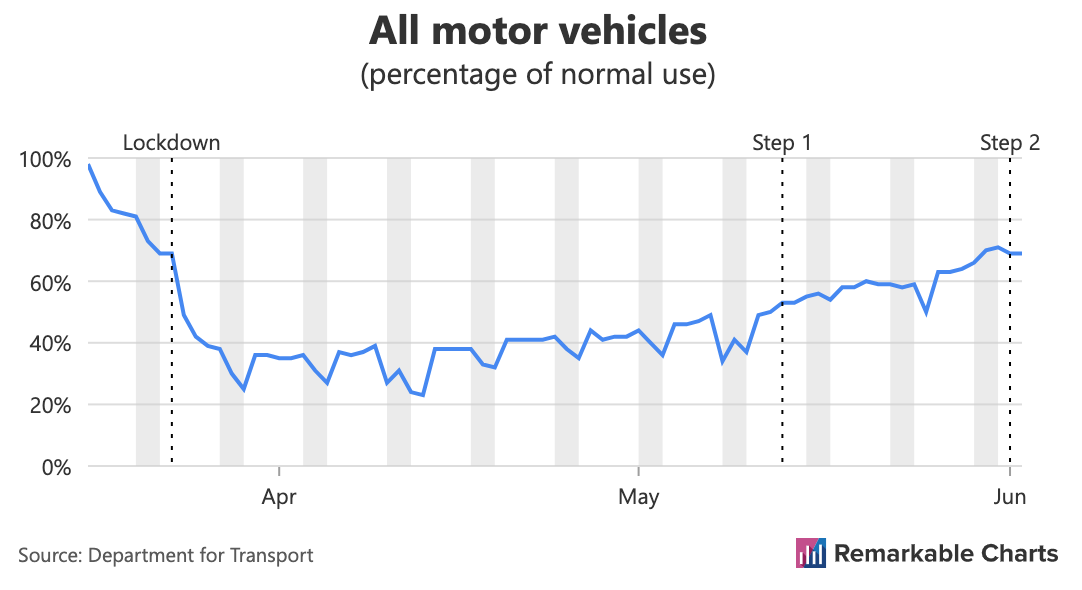 All motor vehicles
(percentage of normal use)
Lockdown
Step 1
Step 2
100%
80%
60%
40%
20%
0%
Apr
May
Jun
Source: Department for Transport
Remarkable Charts